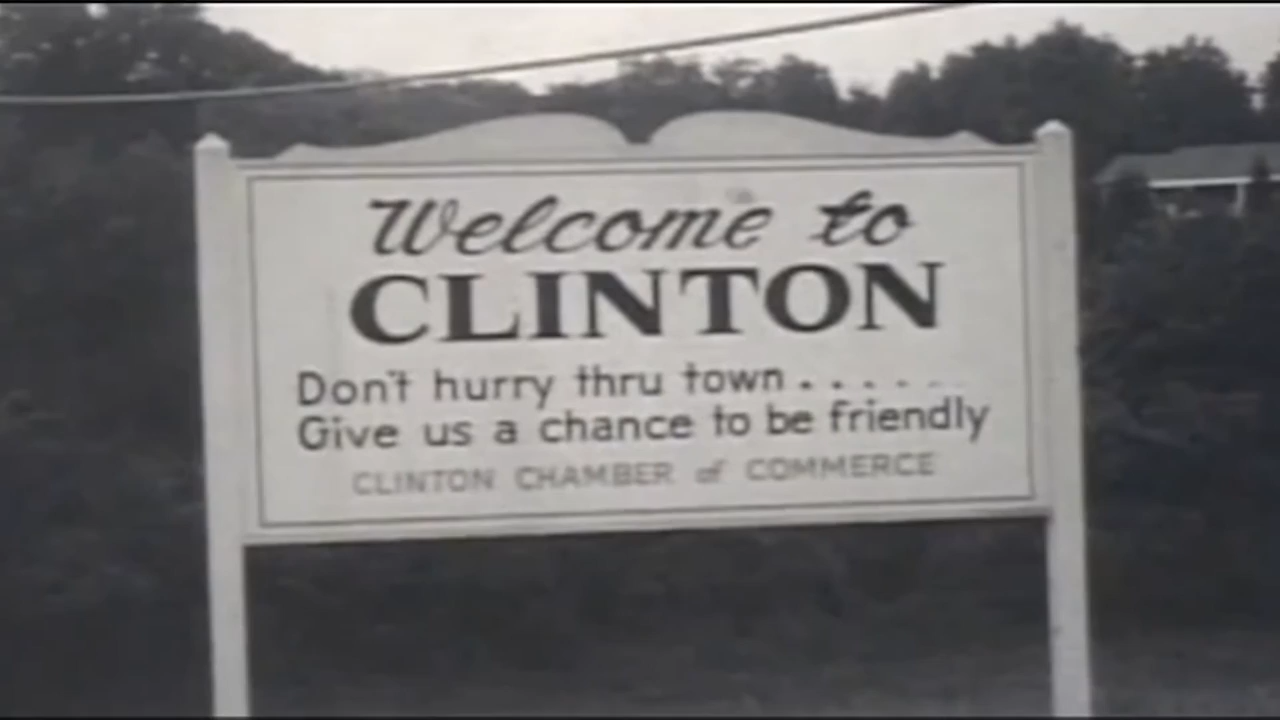 Welcome to
CLINTON
Don't hurry thru town . . . . . .
Give us a chance to be friendly
CLINTON CHAMBER of COMMERCE